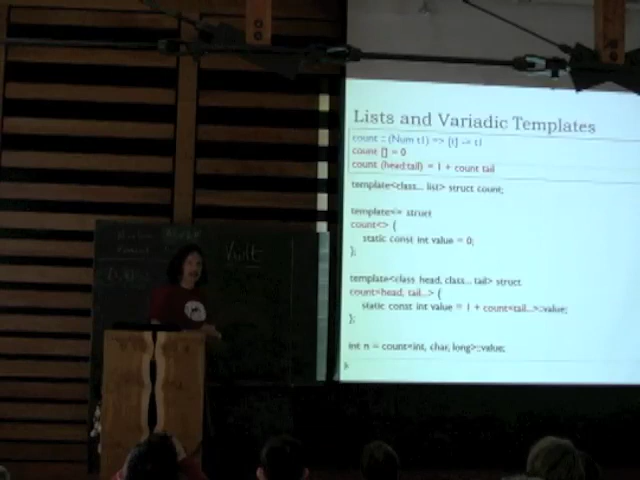 Lists and Variadic Templates
count :: (Num t1) => [t] -> t1
count [] = 0
count (head:tail) = 1 + count tail
template<class... list> struct count;
template<> struct
count<> {
static const int value = 0;
};
template<class head, class... tail> struct
count<head, tail...> {
static const int value = 1 + count<tail...>::value;
};
int n = count<int, char, long>::value;